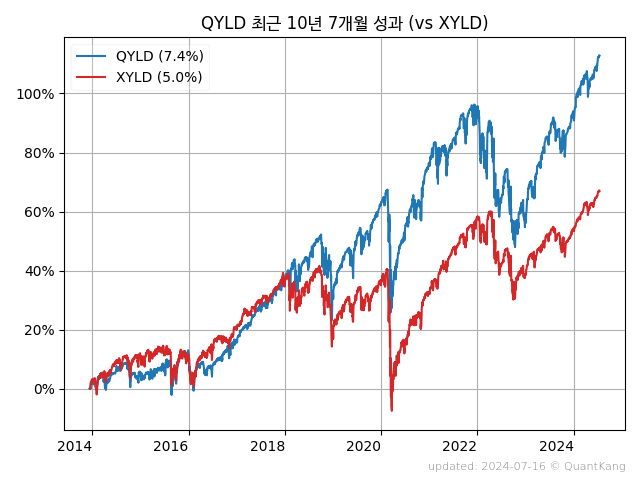 QYLD 최근 10년 7개월 성과 (vs XYLD)
QYLD (7.4%)
XYLD (5.0%)
100%
80%
60%
40%
20%
0%
2014 2016 2018 2020 2022 2024
updated: 2024-07-16 © QuantKang